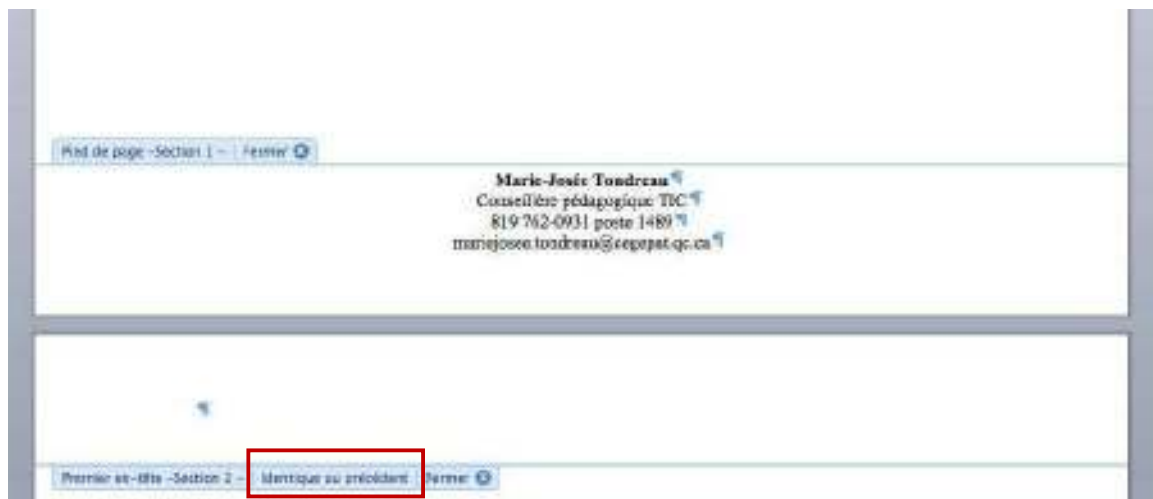 Pied de page -Section 1 - Fermer
Marie-Josée Tondreau ¶
Conseillère pédagogique TIC ¶
819 762-0931 poste 1489 ¶
mariejosee.tondreau@cegepat.qc.ca ¶
¶
Premier en-tête -Section 2 - Identique au précédent Fermer